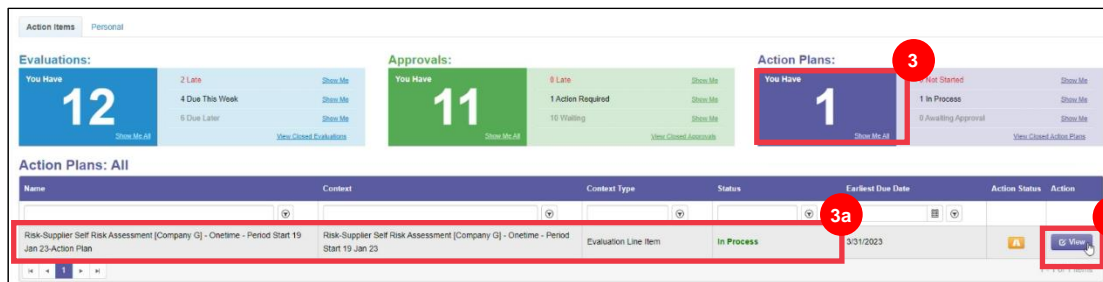 Action Items Personal
Evaluations: Approvals: Action Plans: 3
You Have 2 Late Show Me You Have 0 Late Show Me You Have Not Started Show Me
12 4 Due This Week Show Me 11 1 Action Required Show Me 1 1 In Process Show Me
6 Due Later Show Me 10 Waiting Show Me 0 Awaiting Approval Show Me
Show Me All View Closed Evaluations Show Me All View Closed Approvals Show Me All View Closed Action Plans
Action Plans: All
Name Context Context Type Status Earliest Due Date Action Status Action
3a
Risk-Supplier Self Risk Assessment [Company G] - Onetime - Period Start 19 Risk-Supplier Self Risk Assessment [Company G] - Onetime - Period Evaluation Line Item In Process 3/31/2023 View
Jan 23-Action Plan Start 19 Jan 23
1